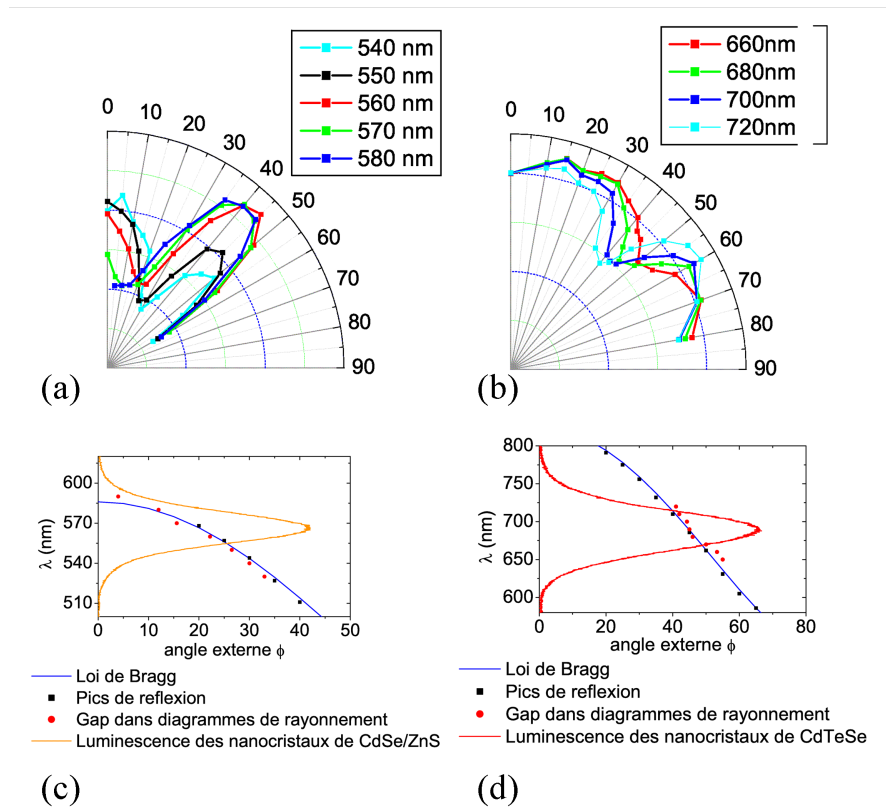 540 nm
550 nm
560 nm
570 nm
580 nm
0
10
20
30
40
50
60
70
80
90
(a)
660nm
680nm
700nm
720nm
0
10
20
30
40
50
60
70
80
90
(b)
600
570
540
510
λ (nm)
0 10 20 30 40 50
angle externe ϕ
Loi de Bragg
Pics de reflexion
Gap dans diagrammes de rayonnement
Luminescence des nanocristaux de CdSe/ZnS
(c)
800
750
700
650
600
λ (nm)
0 20 40 60 80
angle externe ϕ
Loi de Bragg
Pics de reflexion
Gap dans diagrammes de rayonnement
Luminescence des nanocristaux de CdTeSe
(d)